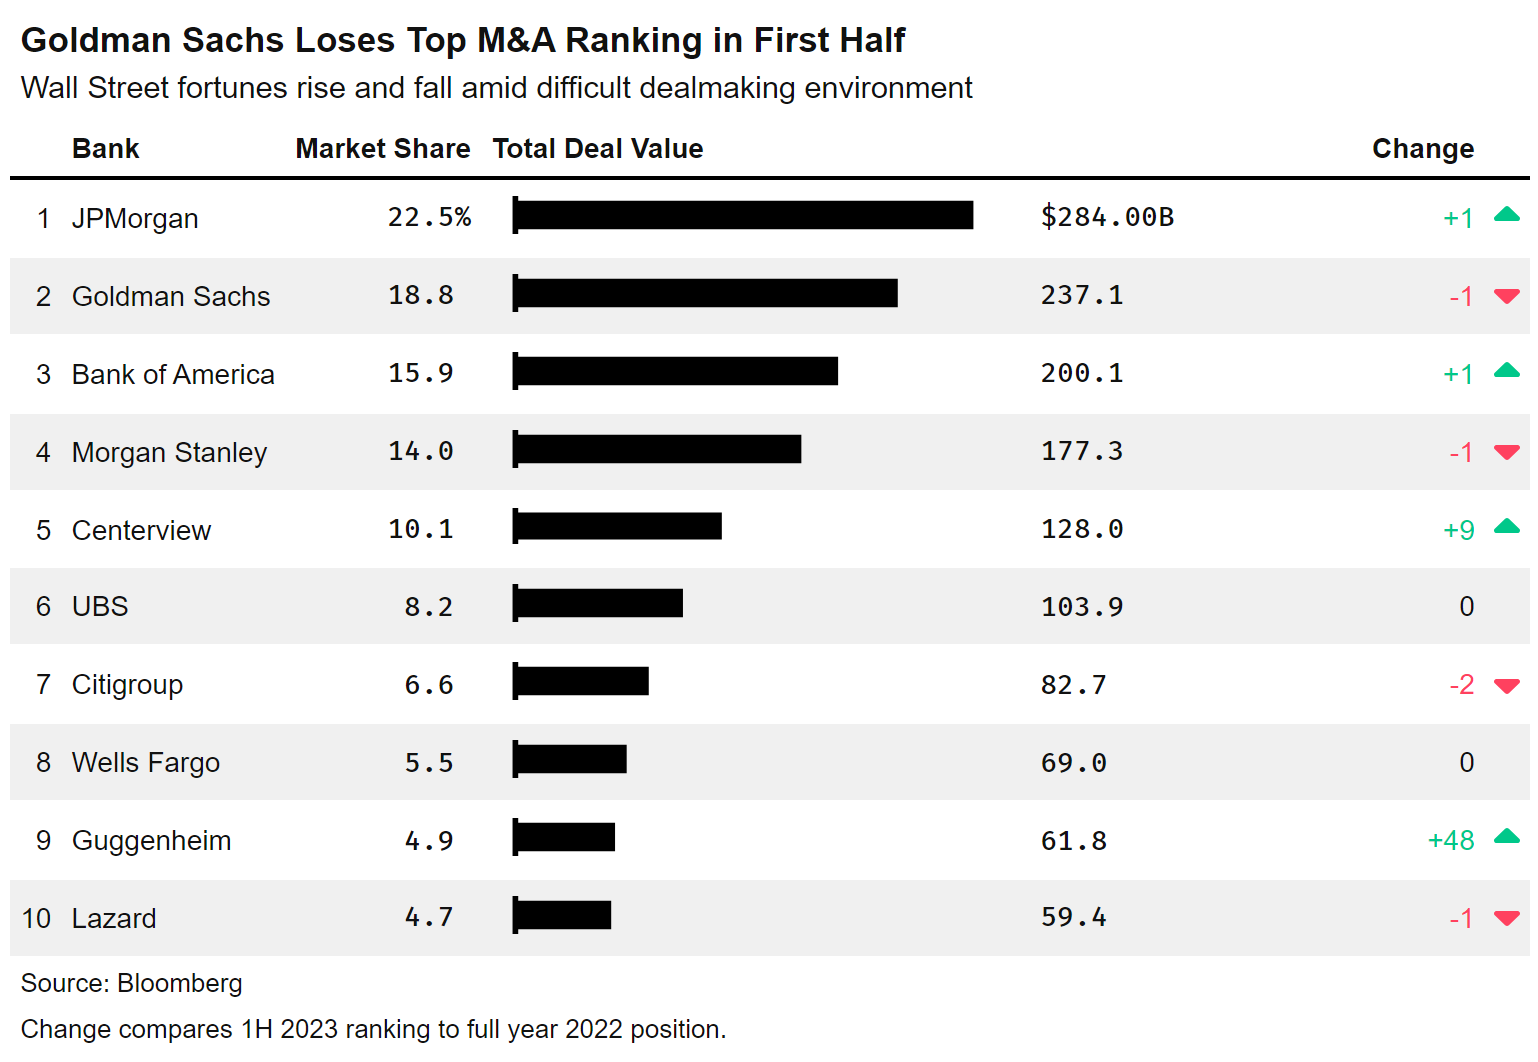 Goldman Sachs Loses Top M&A Ranking in First Half
Wall Street fortunes rise and fall amid difficult dealmaking environment
Bank Market Share Total Deal Value Change
1 JPMorgan 22.5% $284.00B +1
2 Goldman Sachs 18.8 237.1 -1
3 Bank of America 15.9 200.1 +1
4 Morgan Stanley 14.0 177.3 -1
5 Centerview 10.1 128.0 +9
6 UBS 8.2 103.9 0
7 Citigroup 6.6 82.7 -2
8 Wells Fargo 5.5 69.0 0
9 Guggenheim 4.9 61.8 +48
10 Lazard 4.7 59.4 -1
Source: Bloomberg
Change compares 1H 2023 ranking to full year 2022 position.